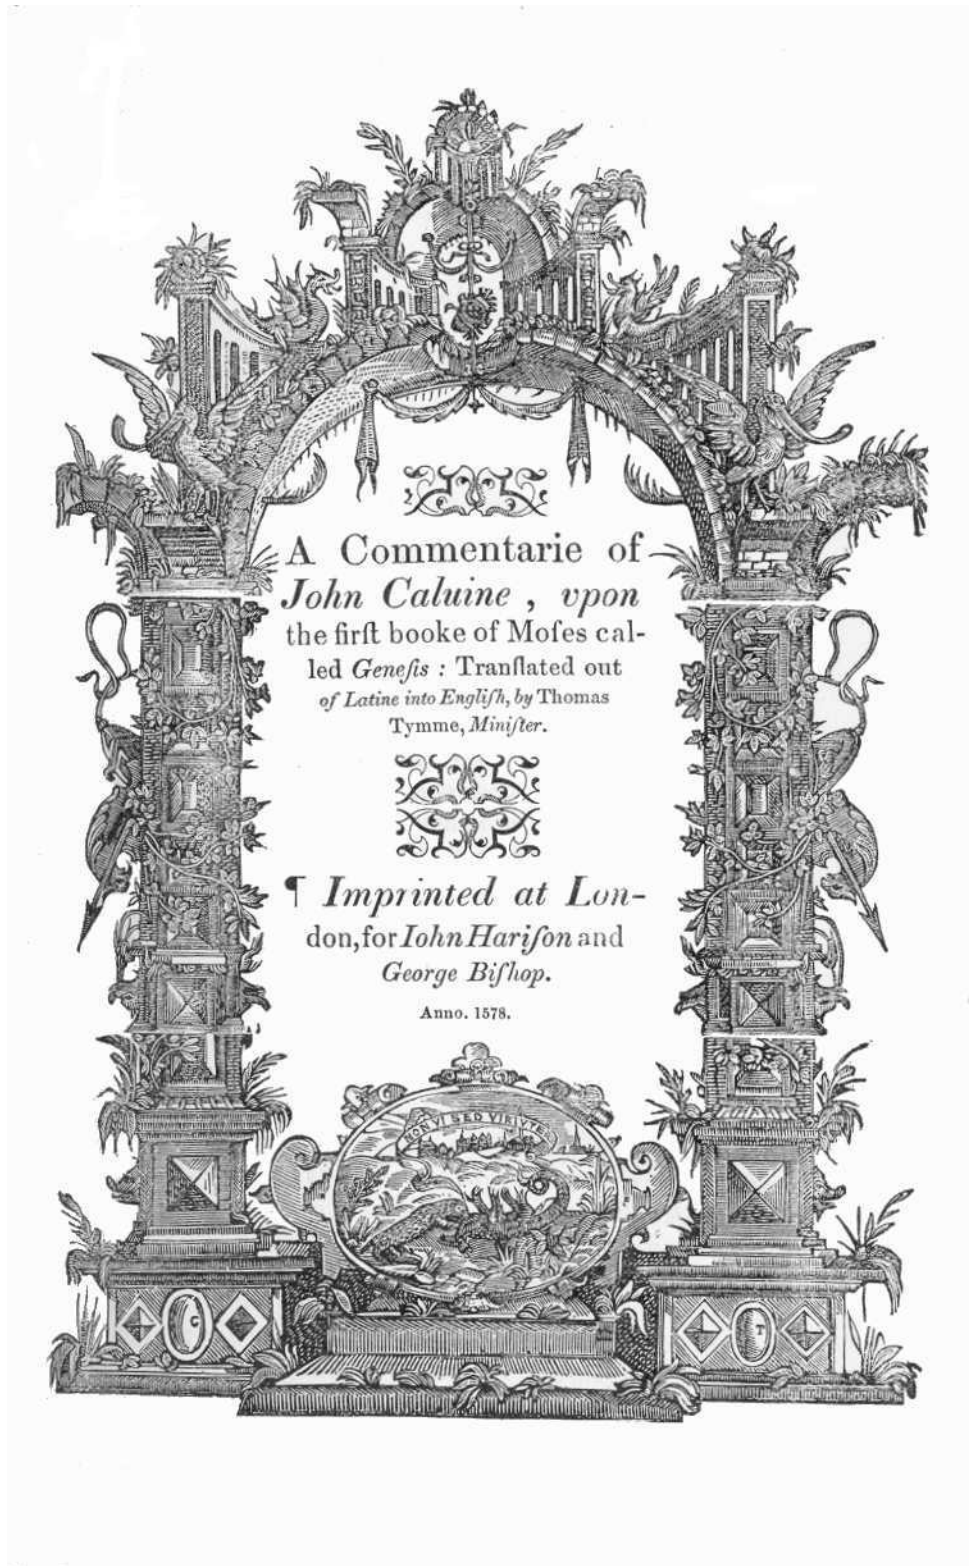 A Commentarie of
John Caluine , vpon
the firſt booke of Moſes cal-
led Geneſis : Tranſlated out
of Latine into Engliſh, by Thomas
Tymme, Miniſter.
¶ Imprinted at Lon-
don, for Iohn Hariſon and
George Biſhop.
Anno. 1578.
NON VI SED VIRTVTE
G
T